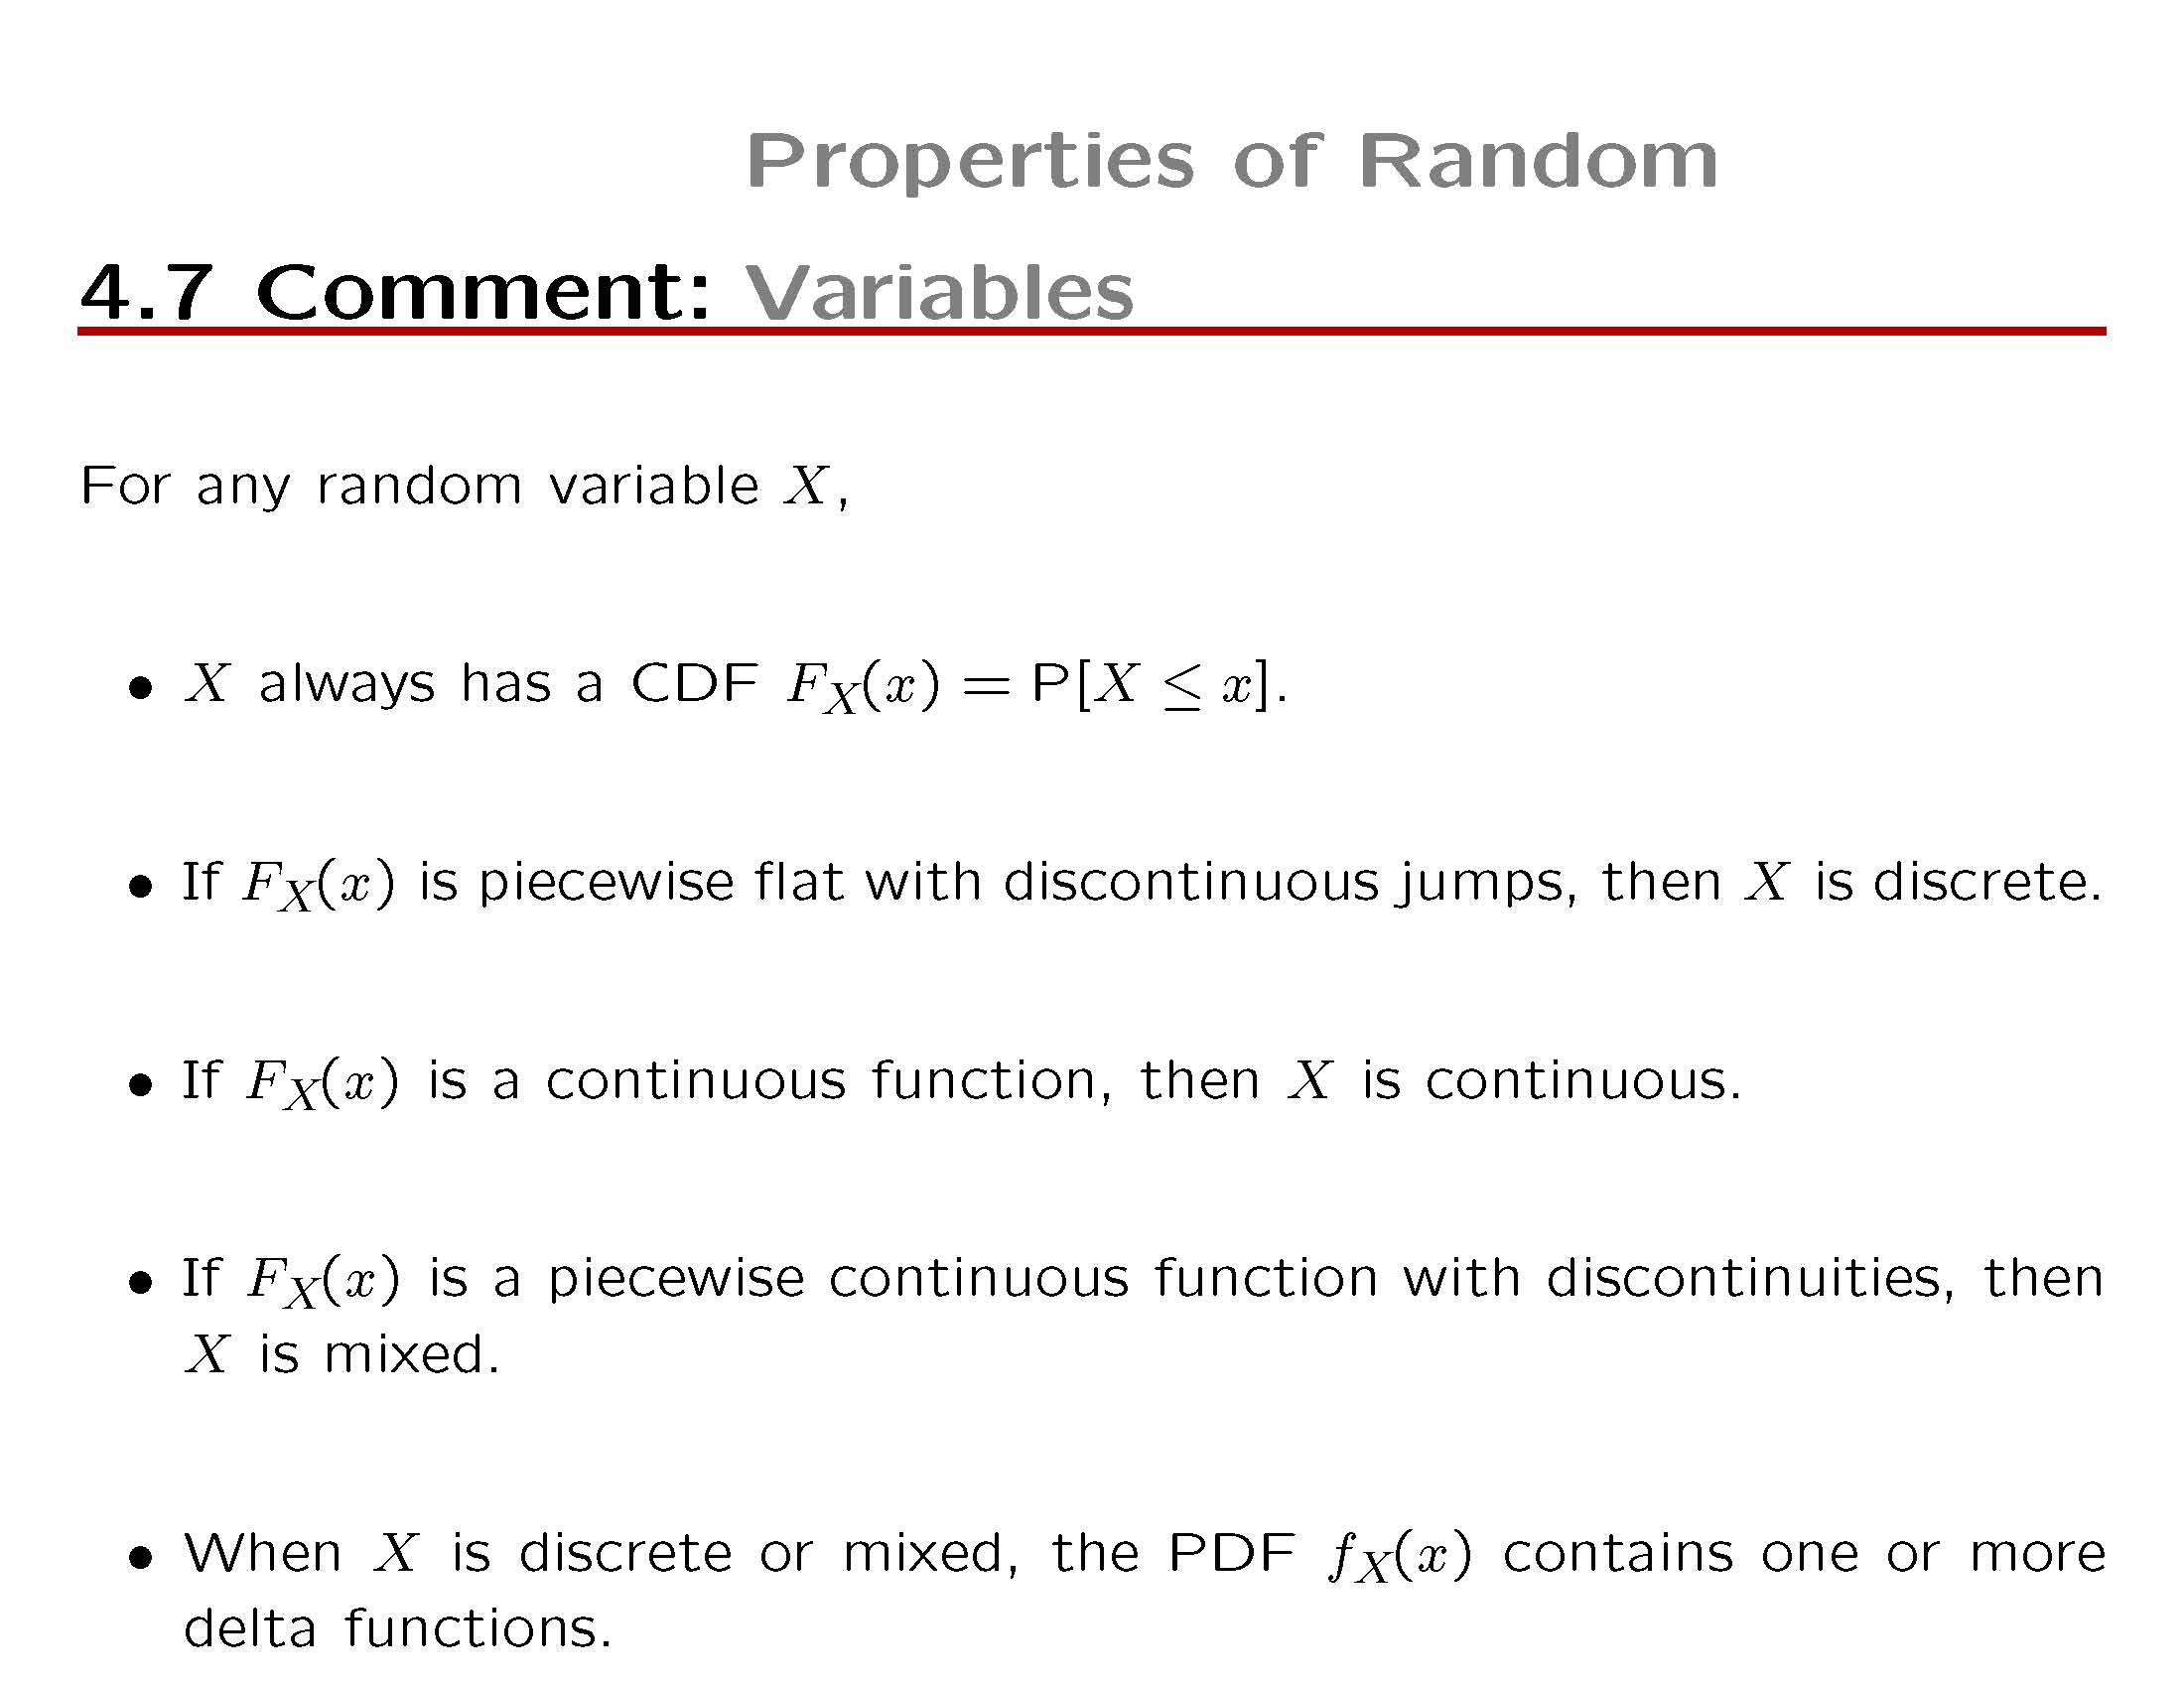 Properties of Random
4.7 Comment: Variables
For any random variable X,
• X always has a CDF F_X(x) = P[X ≤ x].
• If F_X(x) is piecewise flat with discontinuous jumps, then X is discrete.
• If F_X(x) is a continuous function, then X is continuous.
• If F_X(x) is a piecewise continuous function with discontinuities, then
X is mixed.
• When X is discrete or mixed, the PDF f_X(x) contains one or more
delta functions.